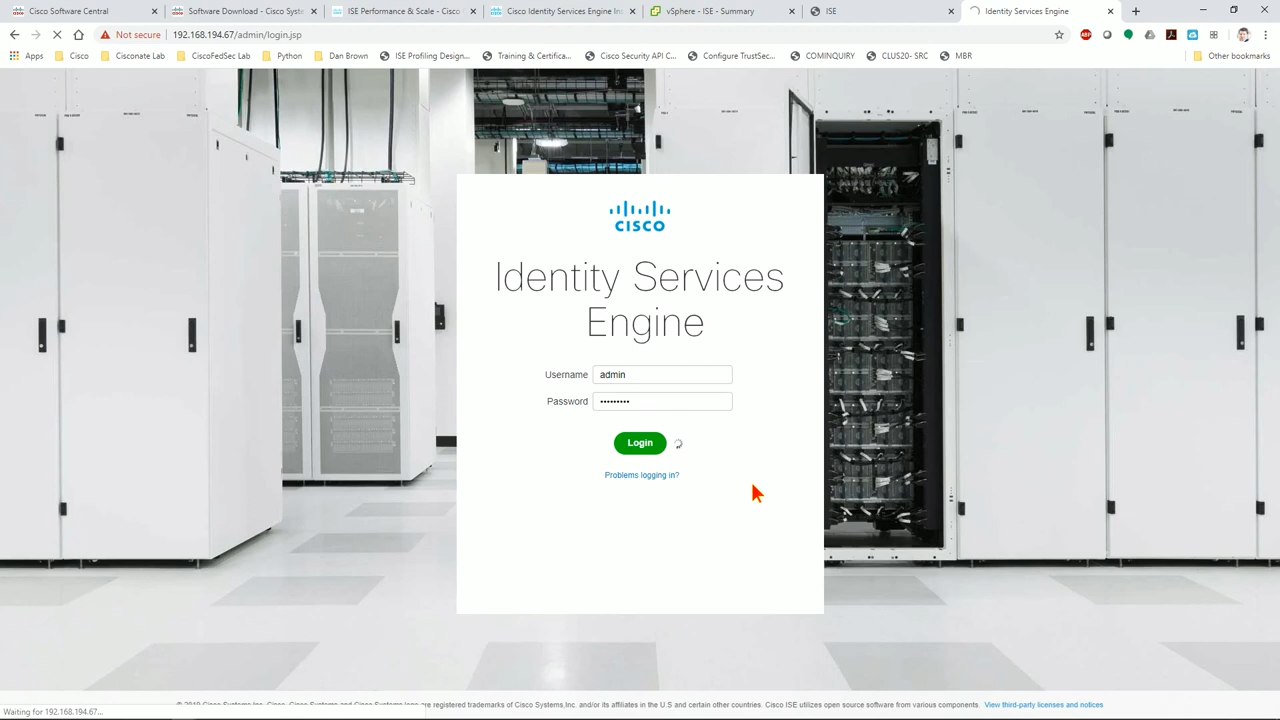 Cisco Software Central
Software Download - Cisco Syste
ISE Performance & Scale - Cisco
Cisco Identity Services Engine In
vSphere - ISE - Summary
ISE
Identity Services Engine
Not secure 192.168.194.67/admin/login.jsp
Apps Cisco Cisconate Lab CiscoFedSec Lab Python Dan Brown ISE Profiling Design... Training & Certifica... Cisco Security API C... Configure TrustSec... COMINQUIRY CLUS20- SRC MBR Other bookmarks
CISCO
Identity Services
Engine
Username admin
Password •••••••••
Login
Problems logging in?
Waiting for 192.168.194.67...
are registered trademarks of Cisco Systems,Inc. and/or its affiliates in the U.S and certain other countries. Cisco ISE utilizes open source software from various components. View third-party licenses and notices